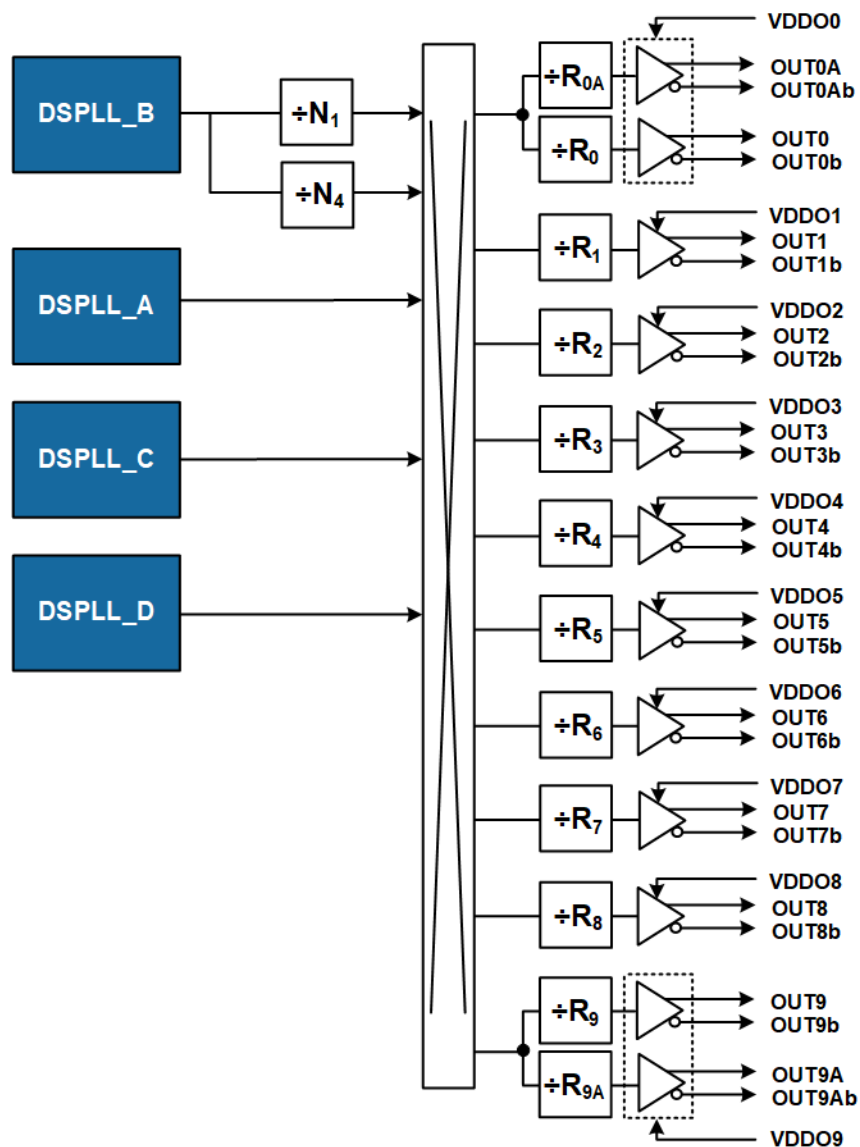 VDDO0
DSPLL_B
÷N1
÷R0A
OUT0A
OUT0Ab
÷R0
OUT0
OUT0b
÷N4
VDDO1
÷R1
OUT1
OUT1b
DSPLL_A
VDDO2
÷R2
OUT2
OUT2b
DSPLL_C
VDDO3
÷R3
OUT3
OUT3b
VDDO4
÷R4
OUT4
OUT4b
DSPLL_D
VDDO5
÷R5
OUT5
OUT5b
VDDO6
÷R6
OUT6
OUT6b
VDDO7
÷R7
OUT7
OUT7b
VDDO8
÷R8
OUT8
OUT8b
÷R9
OUT9
OUT9b
÷R9A
OUT9A
OUT9Ab
VDDO9